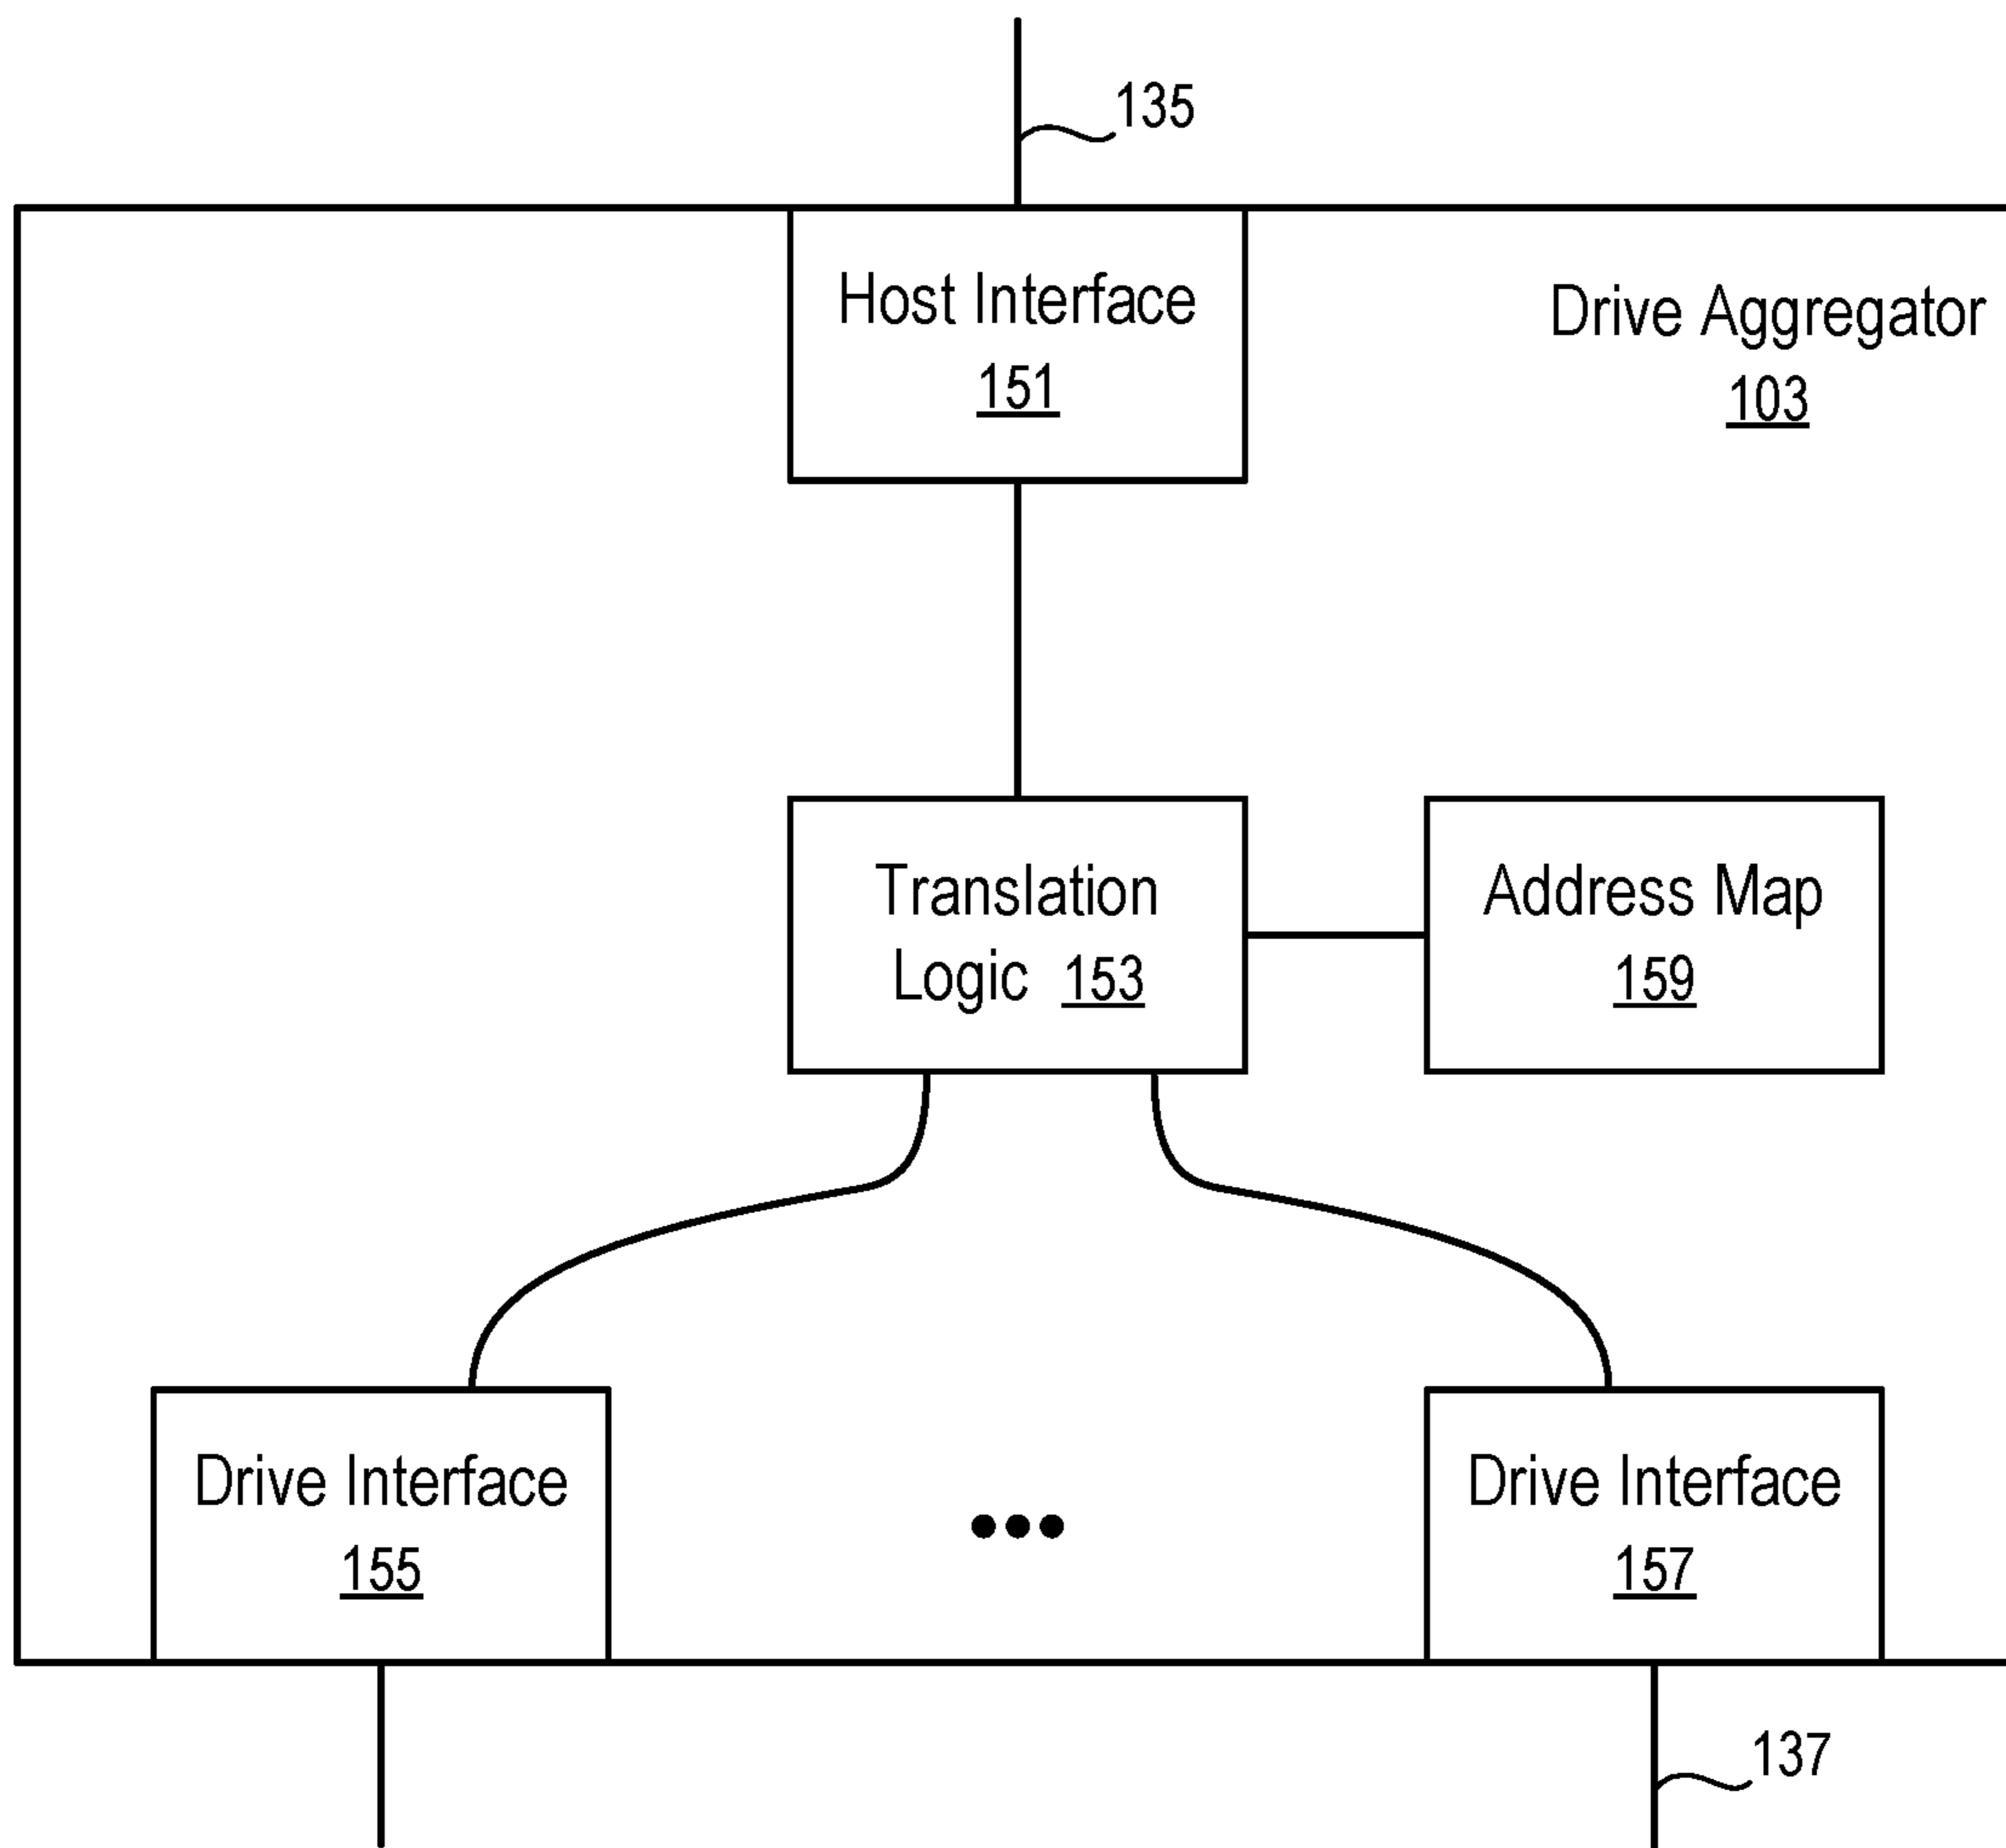 135
Host Interface
151
Drive Aggregator
103
Translation
Logic 153
Address Map
159
Drive Interface
155
Drive Interface
157
137